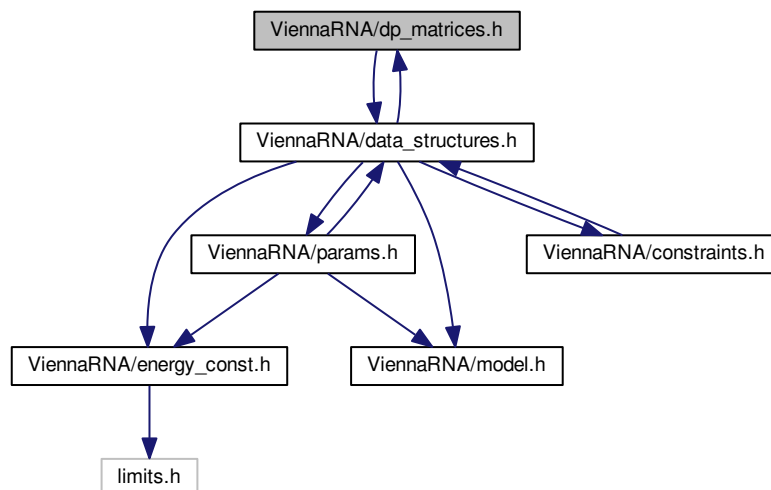 ViennaRNA/dp_matrices.h
ViennaRNA/data_structures.h
ViennaRNA/params.h
ViennaRNA/constraints.h
ViennaRNA/energy_const.h
ViennaRNA/model.h
limits.h